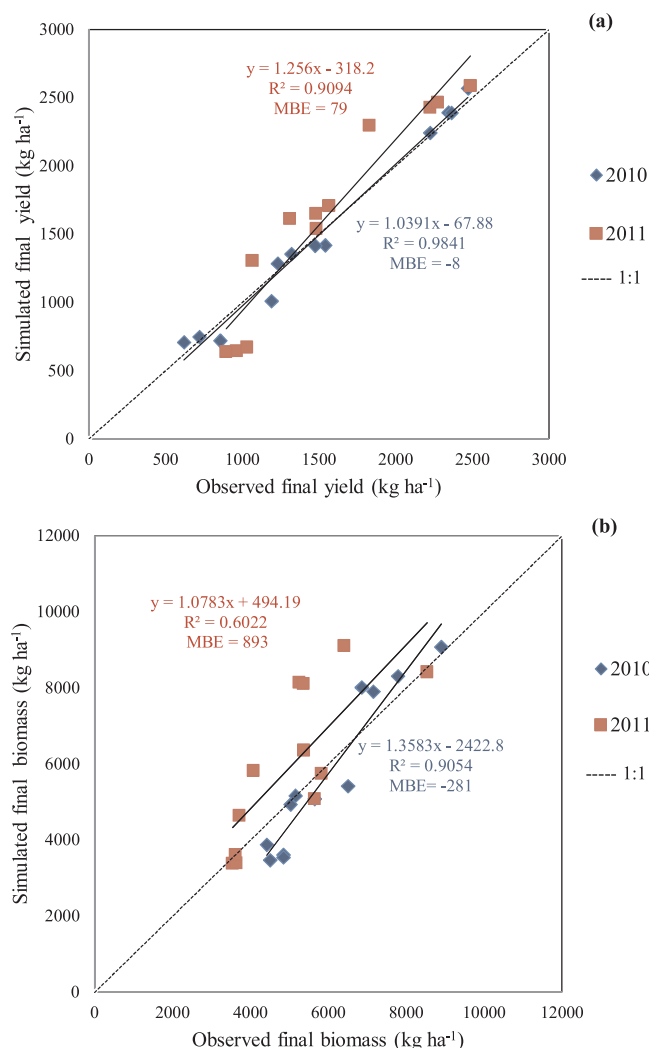 (a)
3000
2500
2000
1500
1000
500
0
Simulated final yield (kg ha⁻¹)
y = 1.256x - 318.2
R² = 0.9094
MBE = 79
y = 1.0391x - 67.88
R² = 0.9841
MBE = -8
2010
2011
1:1
0 500 1000 1500 2000 2500 3000
Observed final yield (kg ha⁻¹)
(b)
12000
10000
8000
6000
4000
2000
0
Simulated final biomass (kg ha⁻¹)
y = 1.0783x + 494.19
R² = 0.6022
MBE = 893
y = 1.3583x - 2422.8
R² = 0.9054
MBE= -281
2010
2011
1:1
0 2000 4000 6000 8000 10000 12000
Observed final biomass (kg ha⁻¹)